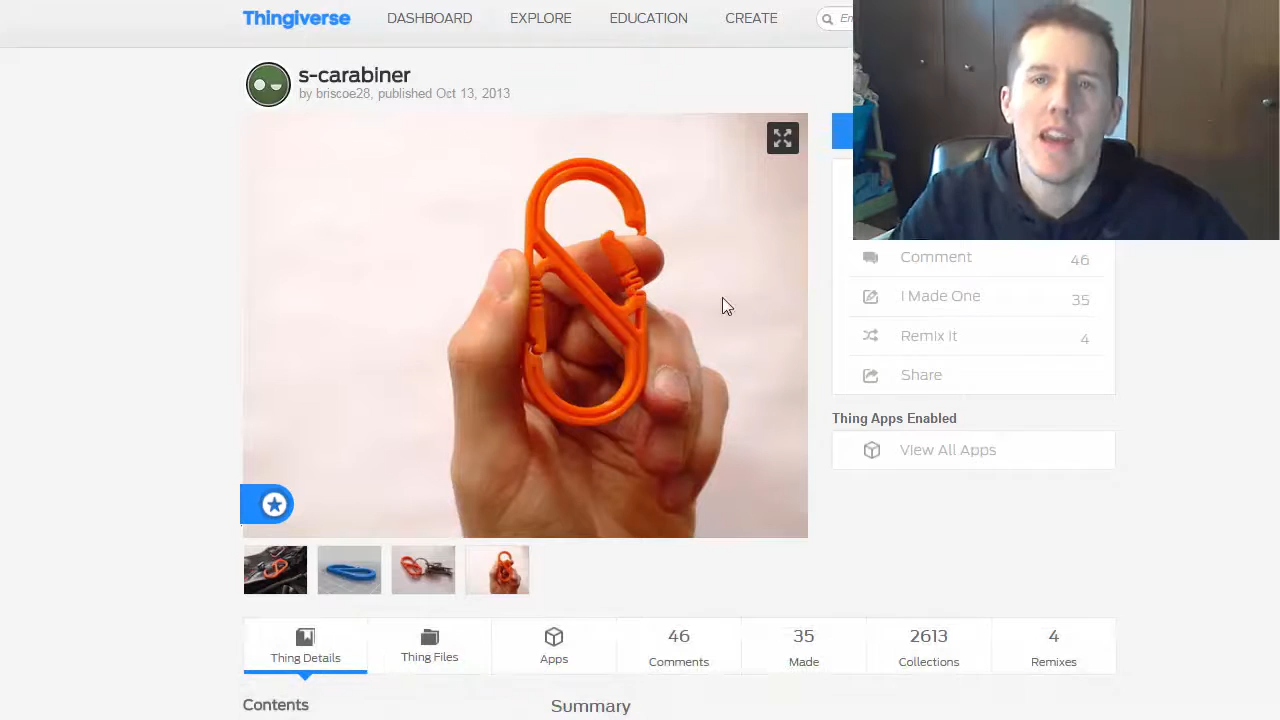 Thingiverse DASHBOARD EXPLORE EDUCATION CREATE En
s-carabiner
by briscoe28, published Oct 13, 2013
Comment 46
I Made One 35
Remix it 4
Share
Thing Apps Enabled
View All Apps
46 35 2613 4
Thing Details Thing Files Apps Comments Made Collections Remixes
Contents Summary